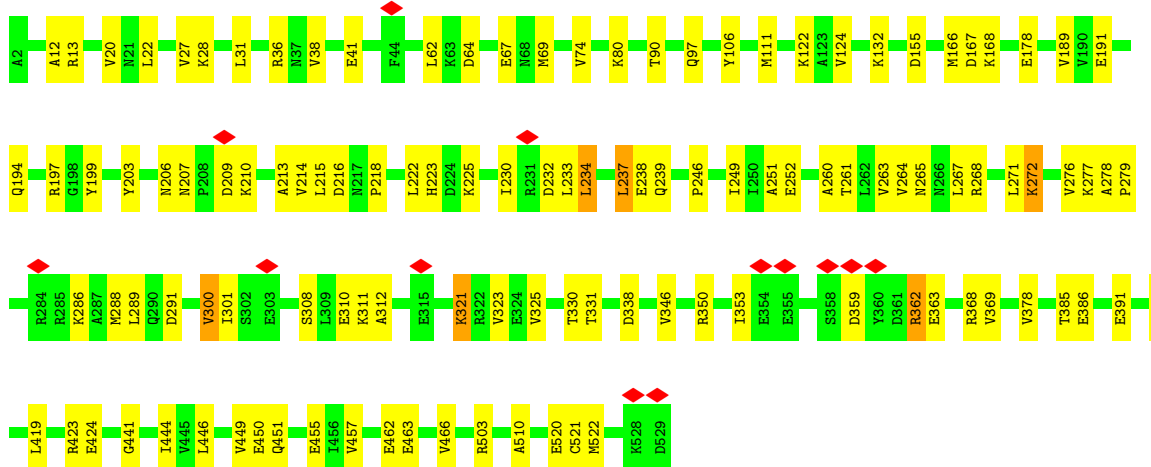 A2 A12 R13 V20 N21 L22 V27 K28 L31 R36 N37 V38 E41 F44 L62 K63 D64 E67 N68 M69 V74 K80 T90 Q97 Y106 M111 K122 A123 V124 K132 D155 M166 D167 K168 E178 V189 V190 E191
Q194 R197 G198 Y199 Y203 N206 N207 P208 D209 K210 A213 V214 L215 D216 N217 P218 L222 H223 D224 K225 I230 R231 D232 L233 L234 L237 E238 Q239 P246 I249 I250 A251 E252 A260 T261 L262 V263 V264 N265 N266 L267 R268 L271 K272 V276 K277 A278 P279
R284 R285 K286 A287 M288 L289 Q290 D291 V300 I301 S302 E303 S308 L309 E310 K311 A312 E315 K321 R322 V323 E324 V325 T330 T331 D338 V346 R350 I353 E354 E355 S358 D359 Y360 D361 R362 E363 R368 V369 V378 T385 E386 E391
L419 R423 E424 G441 I444 V445 L446 V449 E450 Q451 E455 I456 V457 E462 E463 V466 R503 A510 E520 C521 M522 K528 D529